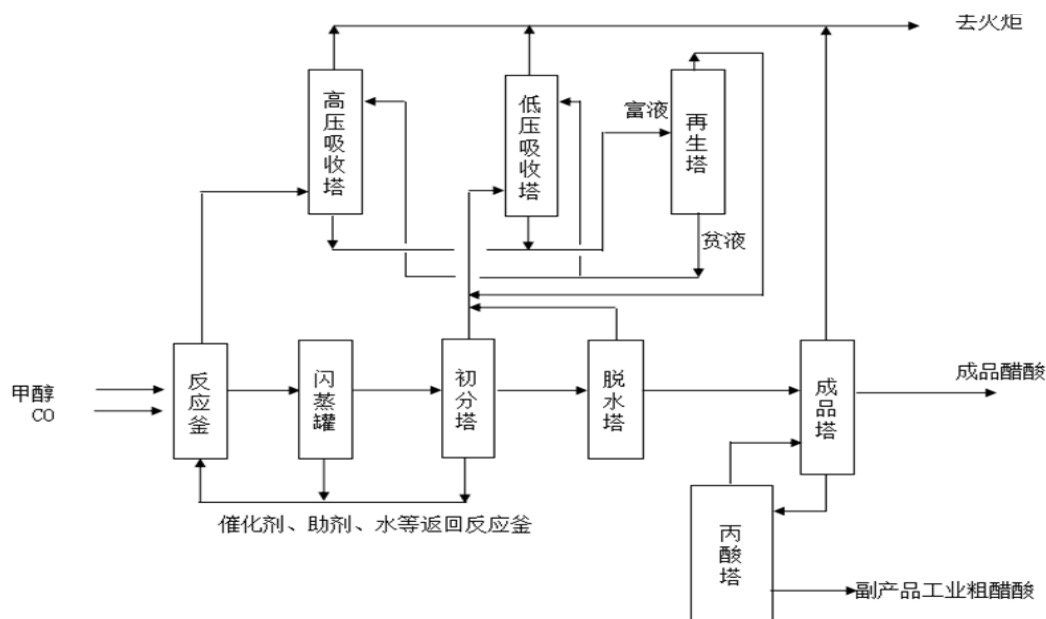 去火炬
高压吸收塔
低压吸收塔
富液
再生塔
贫液
甲醇
CO
反应釜
闪蒸罐
初分塔
脱水塔
成品塔
成品醋酸
催化剂、助剂、水等返回反应釜
丙酸塔
副产品工业粗醋酸